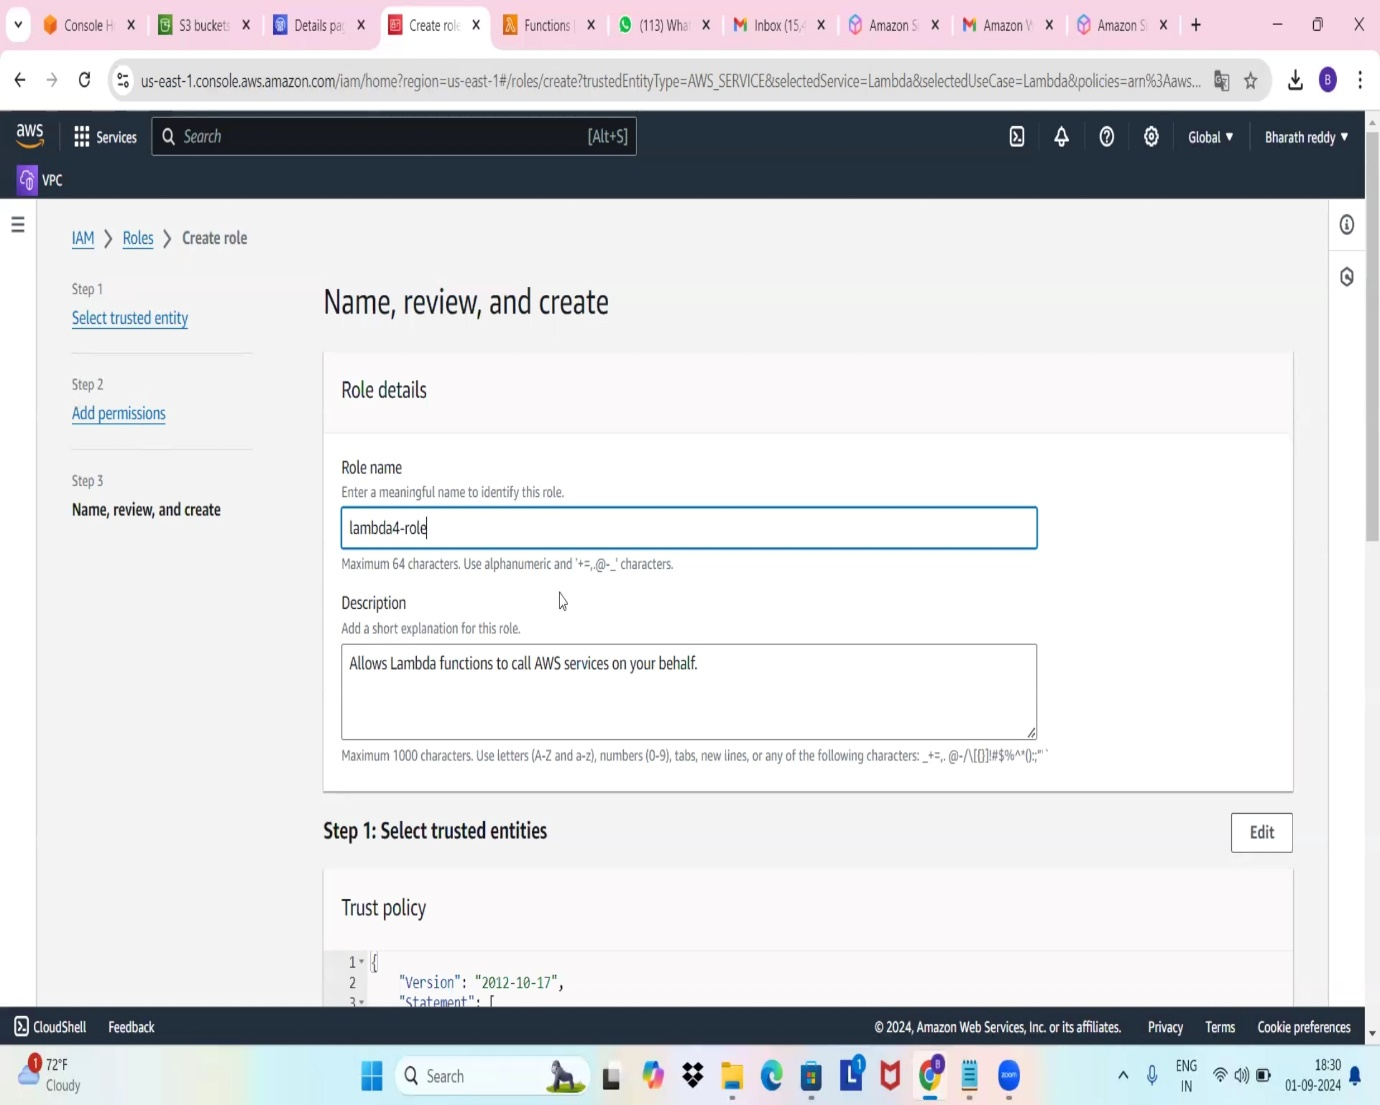 Console H
S3 buckets
Details pa
Create role
Functions
(113) Wha
Inbox (15,
Amazon S
Amazon W
Amazon S
us-east-1.console.aws.amazon.com/iam/home?region=us-east-1#/roles/create?trustedEntityType=AWS_SERVICE&selectedService=Lambda&selectedUseCase=Lambda&policies=arn%3Aaws...
B
aws
Services
Search
[Alt+S]
Global
Bharath reddy
VPC
IAM > Roles > Create role
Step 1
Select trusted entity
Step 2
Add permissions
Step 3
Name, review, and create
Name, review, and create
Role details
Role name
Enter a meaningful name to identify this role.
lambda4-role
Maximum 64 characters. Use alphanumeric and '+=,.@-_' characters.
Description
Add a short explanation for this role.
Allows Lambda functions to call AWS services on your behalf.
Maximum 1000 characters. Use letters (A-Z and a-z), numbers (0-9), tabs, new lines, or any of the following characters: _+=,. @-/\[{}]!#$%^*();:"'`
Step 1: Select trusted entities
Edit
Trust policy
1 {
2 "Version": "2012-10-17",
3 "Statement": [
CloudShell
Feedback
© 2024, Amazon Web Services, Inc. or its affiliates.
Privacy
Terms
Cookie preferences
1
72°F
Cloudy
Search
L
1
B
zoom
ENG
IN
18:30
01-09-2024